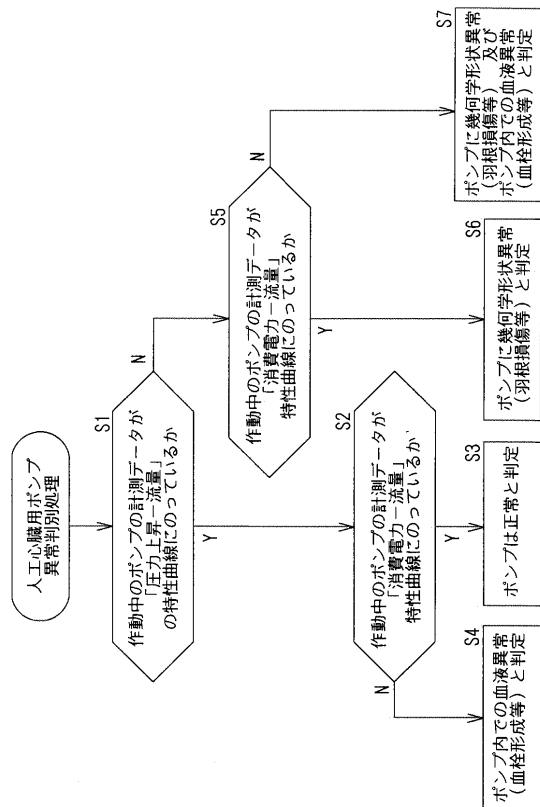 人工心臓用ポンプ
異常判別処理
S1
作動中のポンプの計測データが
「圧力上昇ー流量」
の特性曲線にのっているか
N
Y
S5
作動中のポンプの計測データが
「消費電力ー流量」
特性曲線にのっているか
N
Y
S2
作動中のポンプの計測データが
「消費電力ー流量」
特性曲線にのっているか
N
Y
S4
ポンプ内での血液異常
（血栓形成等）と判定
S3
ポンプは正常と判定
S6
ポンプに幾何学形状異常
（羽根損傷等）と判定
S7
ポンプに幾何学形状異常
（羽根損傷等） 及び
ポンプ内での血液異常
（血栓形成等）と判定